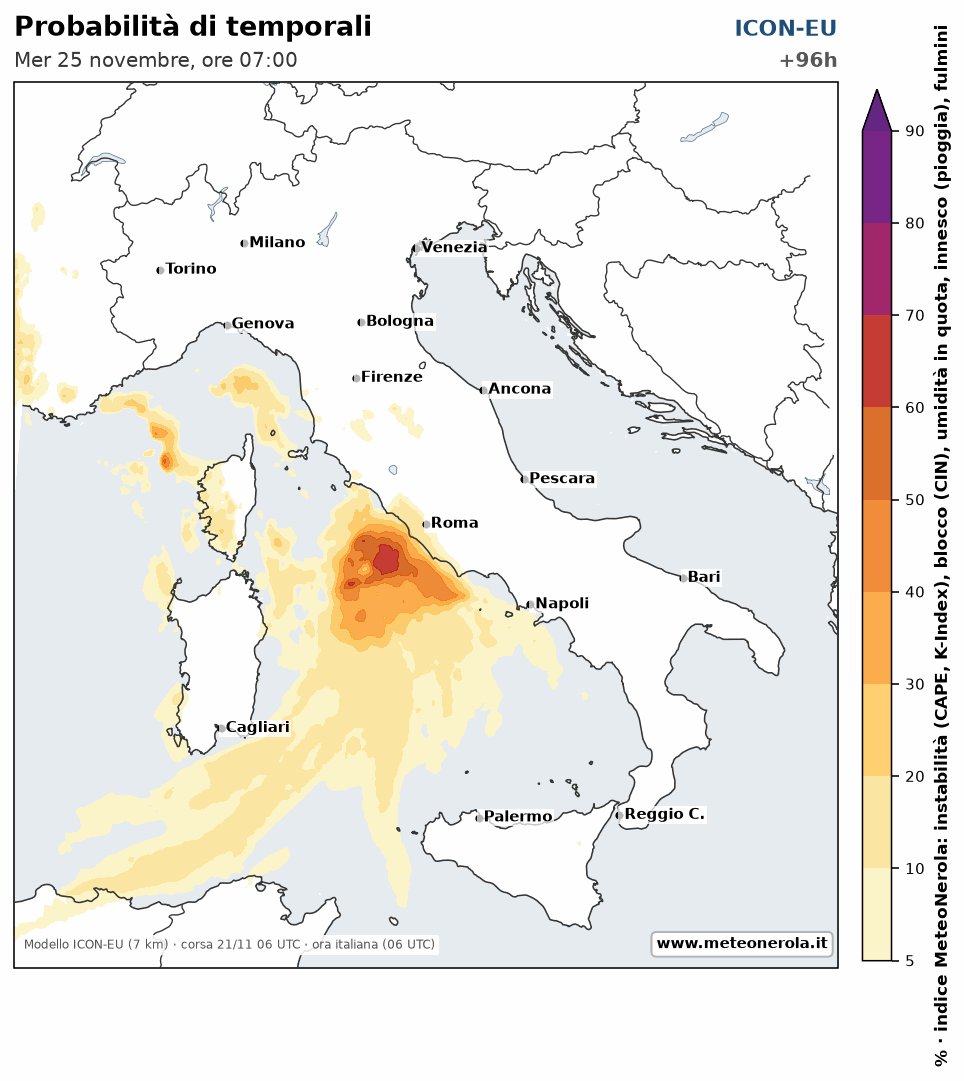 Probabilità di temporali
ICON-EU
Mer 25 novembre, ore 07:00
+96h
Milano
Venezia
Torino
Genova
Bologna
Firenze
Ancona
Pescara
Roma
Bari
Napoli
Cagliari
Palermo
Reggio C.
Modello ICON-EU (7 km) · corsa 21/11 06 UTC · ora italiana (06 UTC)
www.meteonerola.it
90
80
70
60
50
40
30
20
10
5
% · indice MeteoNerola: instabilità (CAPE, K-Index), blocco (CIN), umidità in quota, innesco (pioggia), fulmini